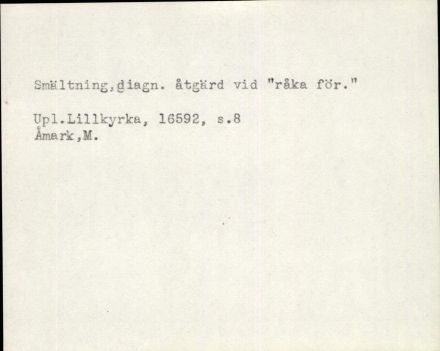 Smältning,diagn. åtgärd vid "råka för."
Upl.Lillkyrka, 16592, s.8
Åmark,M.